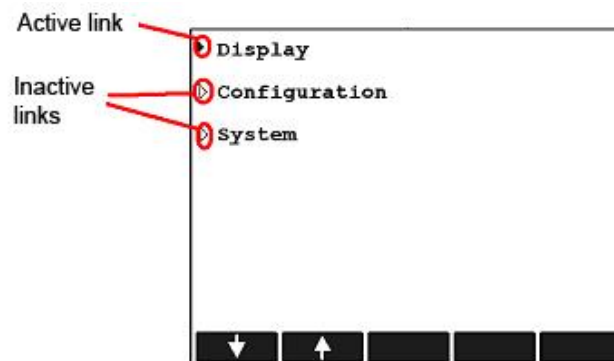 Active link
Display
Inactive
links
Configuration
System